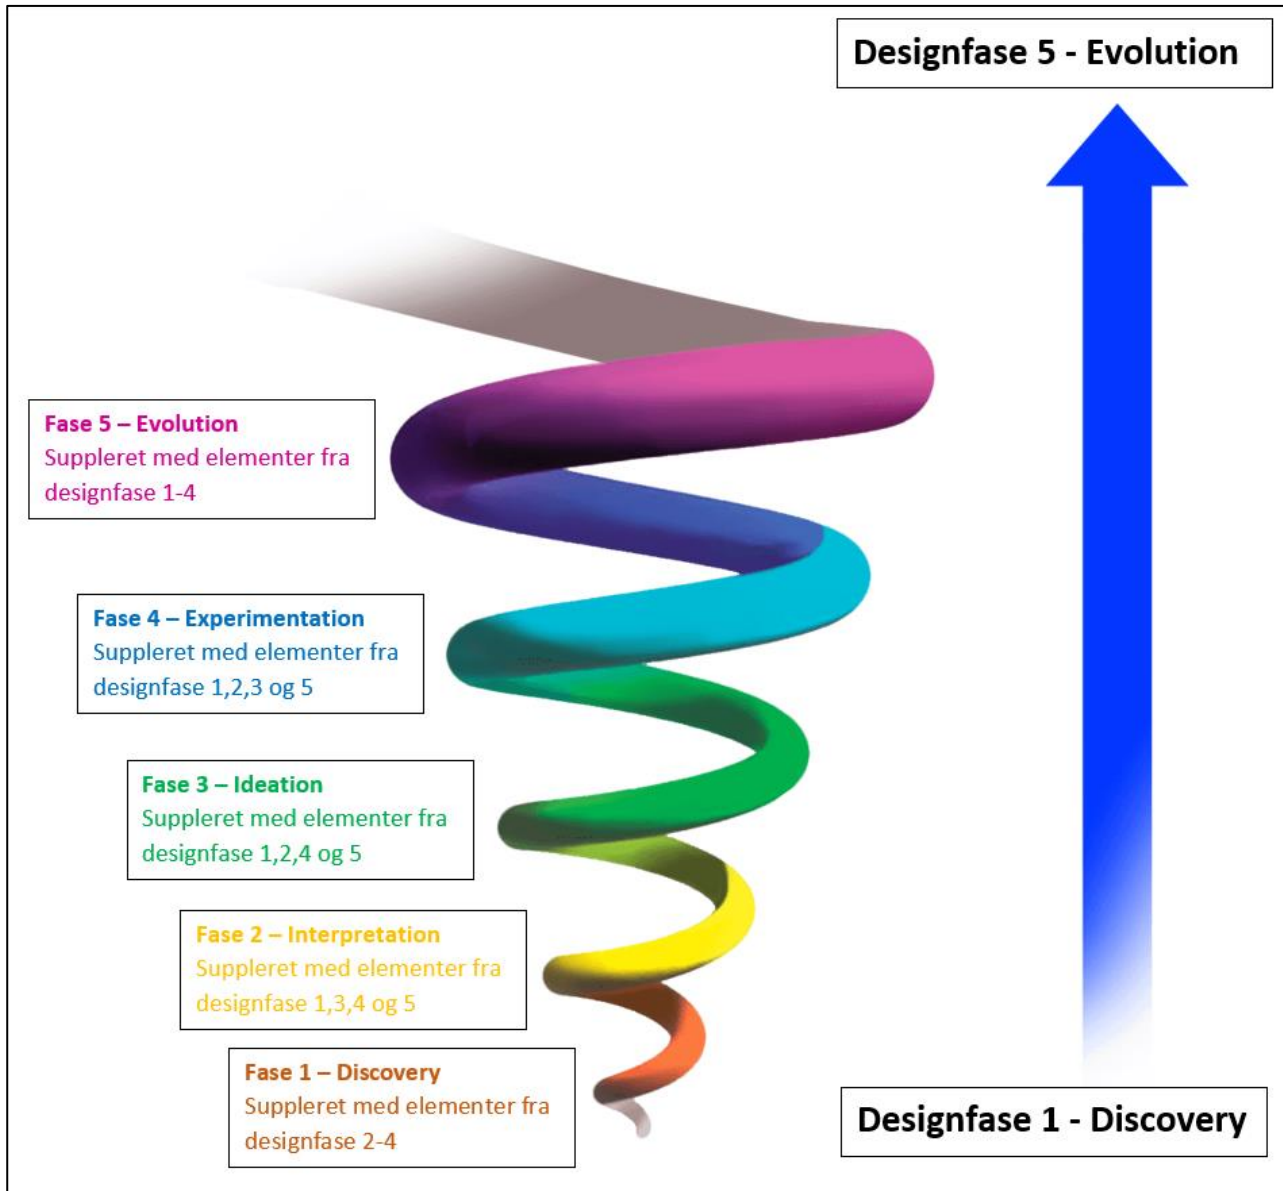 Designfase 5 - Evolution
Fase 5 – Evolution
Suppleret med elementer fra
designfase 1-4
Fase 4 – Experimentation
Suppleret med elementer fra
designfase 1,2,3 og 5
Fase 3 – Ideation
Suppleret med elementer fra
designfase 1,2,4 og 5
Fase 2 – Interpretation
Suppleret med elementer fra
designfase 1,3,4 og 5
Fase 1 – Discovery
Suppleret med elementer fra
designfase 2-4
Designfase 1 - Discovery